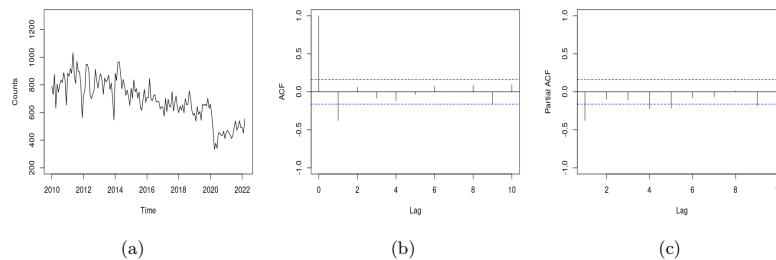 Counts
200 400 600 800 1000 1200
2010 2012 2014 2016 2018 2020 2022
Time
(a)
ACF
-1.0 -0.5 0.0 0.5 1.0
0 2 4 6 8 10
Lag
(b)
Partial ACF
-1.0 -0.5 0.0 0.5 1.0
2 4 6 8
Lag
(c)